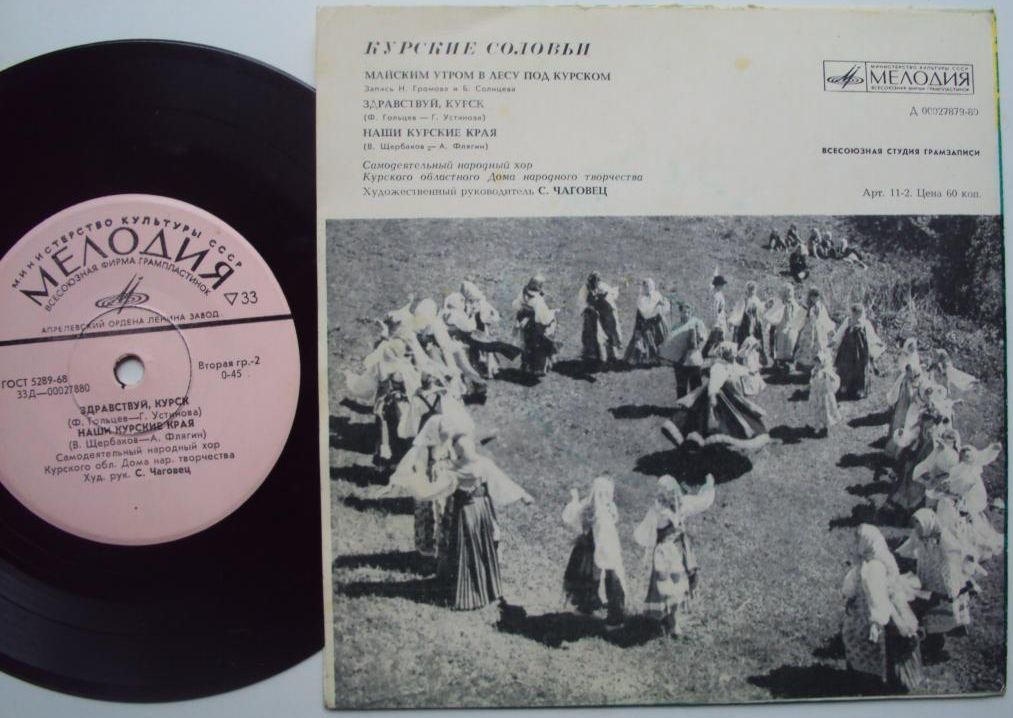 КУРСКИЕ СОЛОВЬИ
МАЙСКИМ УТРОМ В ЛЕСУ ПОД КУРСКОМ
Запись Н. Громова и Б. Солнцева
ЗДРАВСТВУЙ, КУРСК
(Ф. Гольцев — Г. Устинова)
НАШИ КУРСКИЕ КРАЯ
(В. Щербаков — А. Флягин)
Самодеятельный народный хор
Курского областного Дома народного творчества
Художественный руководитель С. ЧАГОВЕЦ
МИНИСТЕРСТВО КУЛЬТУРЫ СССР
МЕЛОДИЯ
ВСЕСОЮЗНАЯ ФИРМА ГРАМПЛАСТИНОК
Д 00027879-80
ВСЕСОЮЗНАЯ СТУДИЯ ГРАМЗАПИСИ
Арт. 11-2. Цена 60 коп.
МИНИСТЕРСТВО КУЛЬТУРЫ СССР
МЕЛОДИЯ
ВСЕСОЮЗНАЯ ФИРМА ГРАМПЛАСТИНОК
33
АПРЕЛЕВСКИЙ ОРДЕНА ЛЕНИНА ЗАВОД
ГОСТ 5289-68
33Д—00027880
Вторая гр.-2
0-45
ЗДРАВСТВУЙ, КУРСК
(Ф. Гольцев—Г. Устинова)
НАШИ КУРСКИЕ КРАЯ
(В. Щербаков—А. Флягин)
Самодеятельный народный хор
Курского обл. Дома нар. творчества
Худ. рук. С. Чаговец